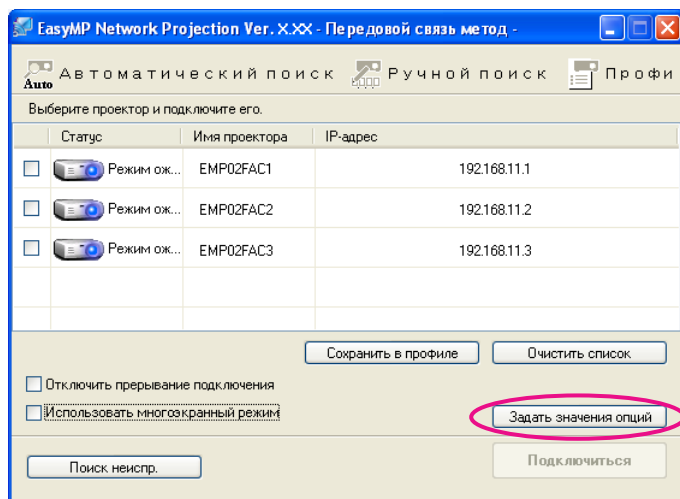 EasyMP Network Projection Ver. X.XX - Передовой связь метод -
Auto Автоматический поиск Ручной поиск Профи
Выберите проектор и подключите его.
Статус Имя проектора IP-адрес
Режим ож... EMP02FAC1 192.168.11.1
Режим ож... EMP02FAC2 192.168.11.2
Режим ож... EMP02FAC3 192.168.11.3
Сохранить в профиле Очистить список
Отключить прерывание подключения
Использовать многоэкранный режим Задать значения опций
Поиск неиспр. Подключиться